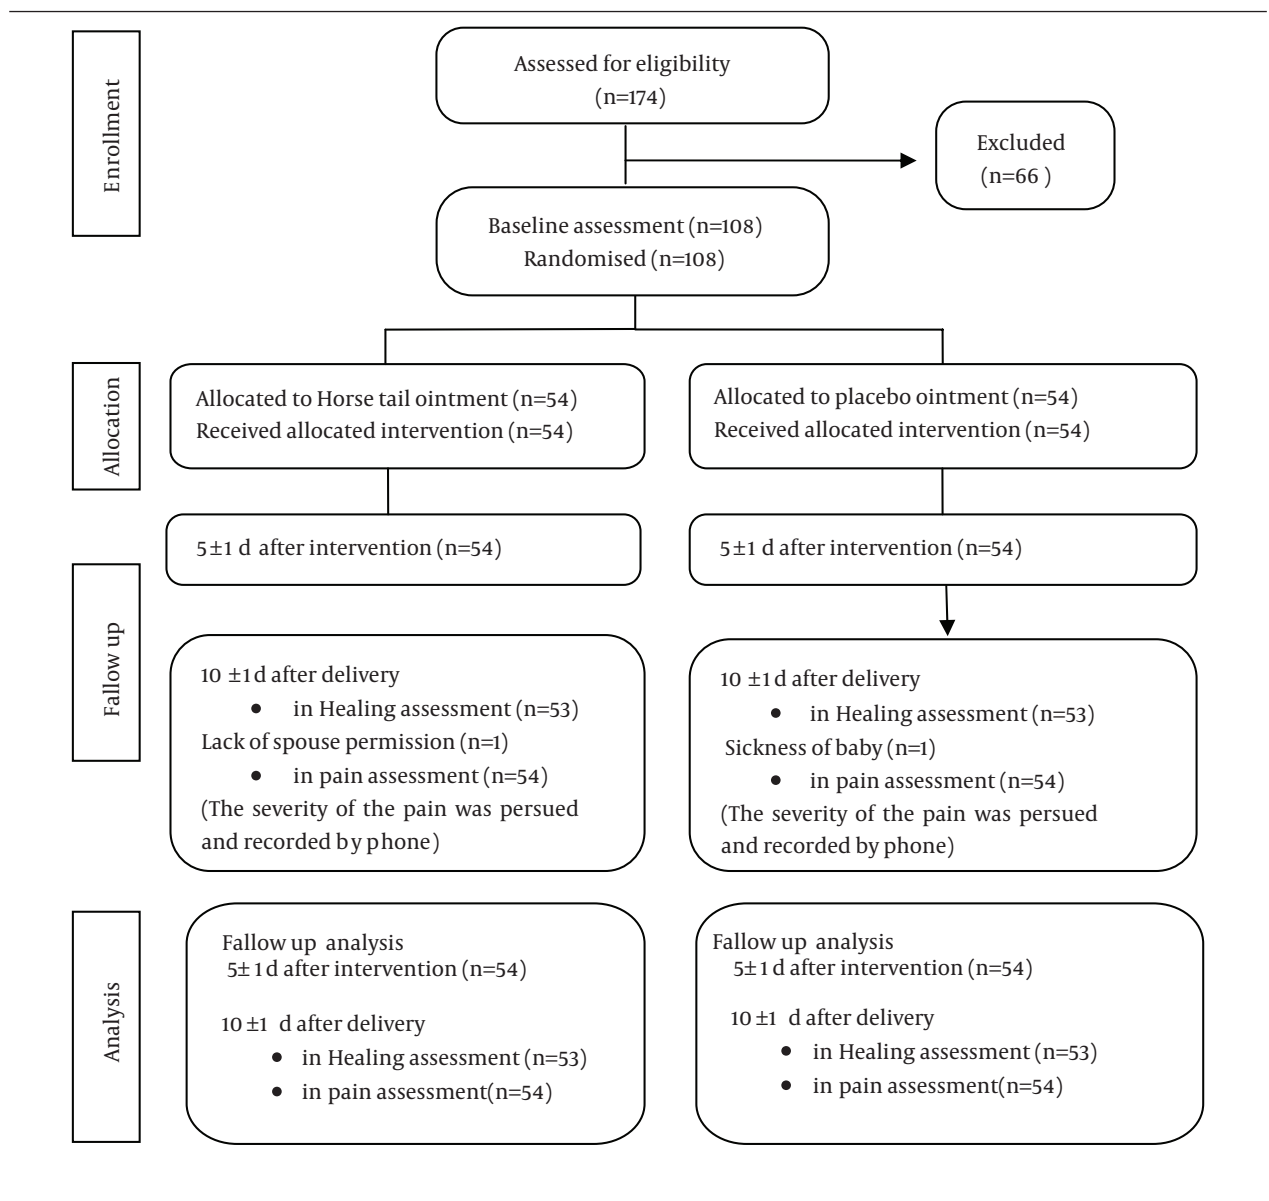 Enrollment
Assessed for eligibility
(n=174)
Excluded
(n=66 )
Baseline assessment (n=108)
Randomised (n=108)
Allocation
Allocated to Horse tail ointment (n=54)
Received allocated intervention (n=54)
Allocated to placebo ointment (n=54)
Received allocated intervention (n=54)
Fallow up
5±1 d after intervention (n=54)
5±1 d after intervention (n=54)
10 ±1d after delivery
• in Healing assessment (n=53)
Lack of spouse permission (n=1)
• in pain assessment (n=54)
(The severity of the pain was persued
and recorded by phone)
10 ±1d after delivery
• in Healing assessment (n=53)
Sickness of baby (n=1)
• in pain assessment (n=54)
(The severity of the pain was persued
and recorded by phone)
Analysis
Fallow up analysis
5±1d after intervention (n=54)
10 ±1 d after delivery
• in Healing assessment (n=53)
• in pain assessment(n=54)
Fallow up analysis
5±1d after intervention (n=54)
10 ±1 d after delivery
• in Healing assessment (n=53)
• in pain assessment(n=54)